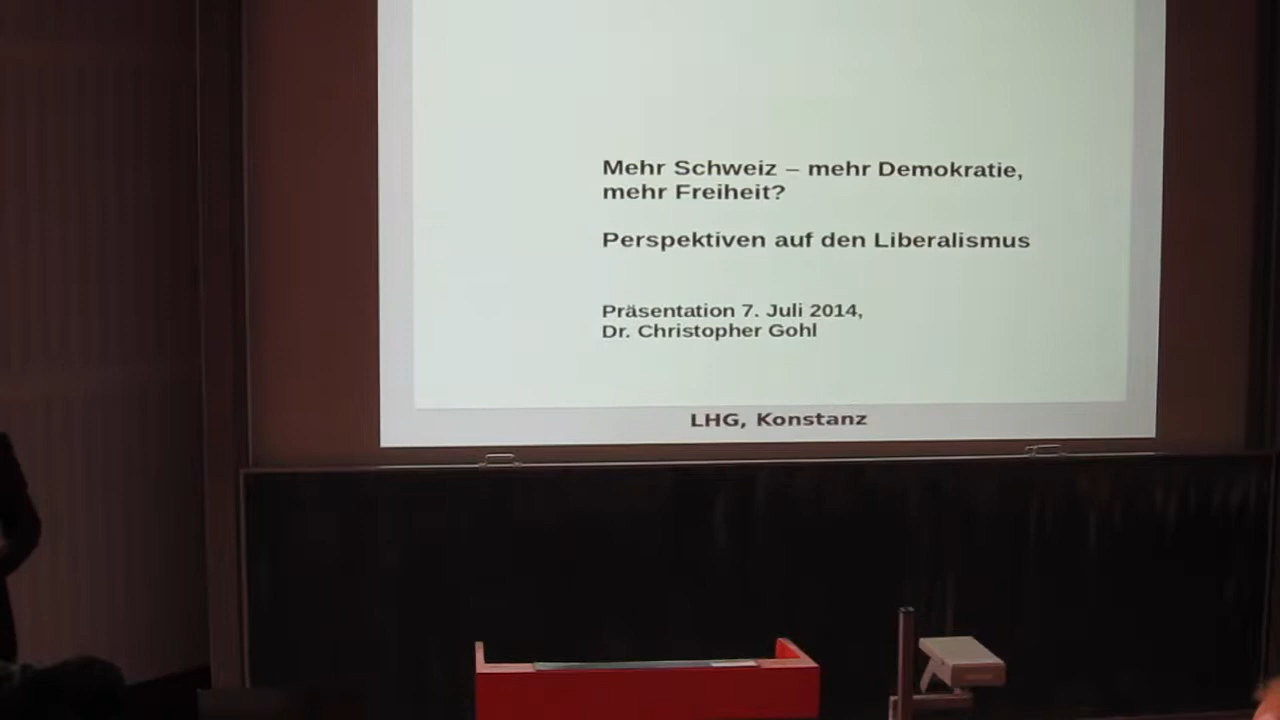 Mehr Schweiz – mehr Demokratie,
mehr Freiheit?
Perspektiven auf den Liberalismus
Präsentation 7. Juli 2014,
Dr. Christopher Gohl
LHG, Konstanz